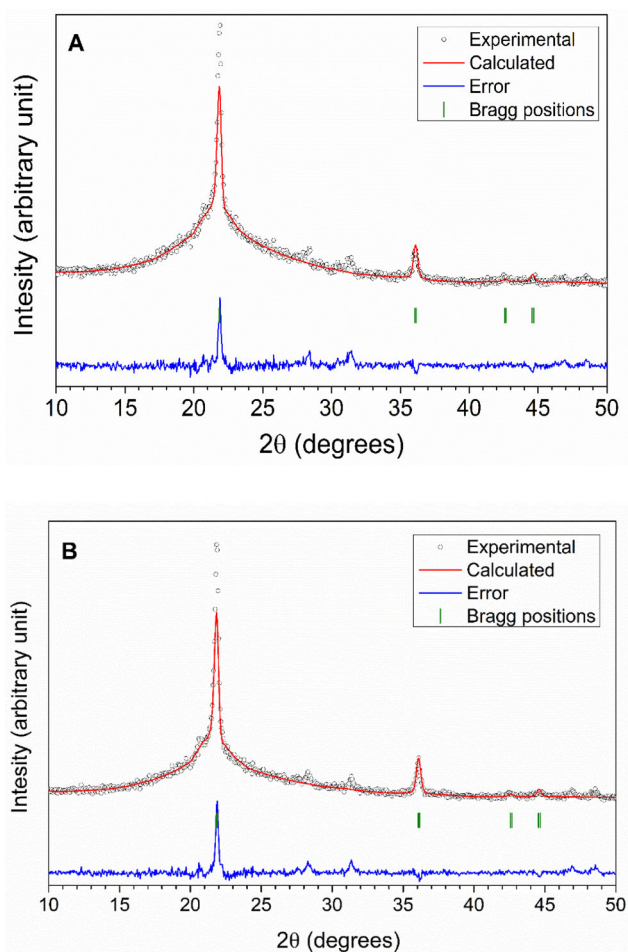 A
Experimental
Calculated
Error
Bragg positions
Intesity (arbitrary unit)
10 15 20 25 30 35 40 45 50
2θ (degrees)
B
Experimental
Calculated
Error
Bragg positions
Intesity (arbitrary unit)
10 15 20 25 30 35 40 45 50
2θ (degrees)